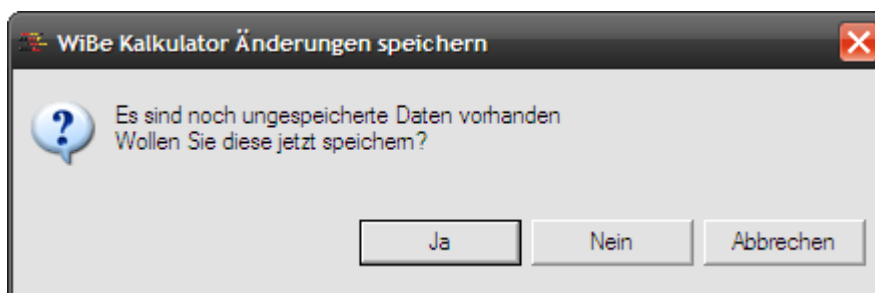 WiBe Kalkulator Änderungen speichern
Es sind noch ungespeicherte Daten vorhanden
Wollen Sie diese jetzt speichern?
Ja
Nein
Abbrechen